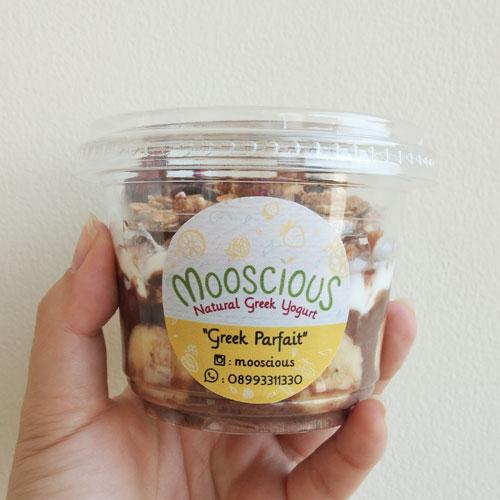 Mooscious
Natural Greek Yogurt
"Greek Parfait"
: mooscious
: 08993311330